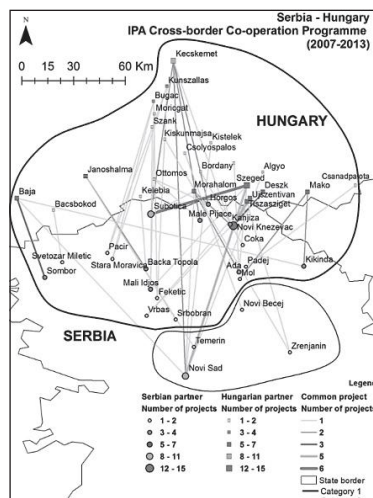 Serbia - Hungary
IPA Cross-border Co-operation Programme
(2007-2013)
N
0 15 30 60 Km
Kecskemet
Kunszallas
Bugac
Moricgat
Szank
Kiskunmajsa
Kistelek
Csolyospalos
HUNGARY
Janoshalma
Ottomos
Bordany
Algyo
Csanadpalota
Baja
Bacsbokod
Kelebia
Morahalom
Szeged
Deszk
Mako
Subotica
Horgos
Ujszentivan
Roszasziget
Male Pijace
Kanjiza
Novi Knezevac
Coka
Pacir
Svetozar Miletic
Stara Moravica
Backa Topola
Padej
Ada
Mol
Kikinda
Sombor
Mali Idjos
Feketic
Vrbas
Srbobran
Novi Becej
SERBIA
Temerin
Zrenjanin
Novi Sad
Legend
Serbian partner
Number of projects
1 - 2
3 - 4
5 - 7
8 - 11
12 - 15
Hungarian partner
Number of projects
1 - 2
3 - 4
5 - 7
8 - 11
12 - 15
Common project
Number of projects
1
2
3
5
6
State border
Category 1